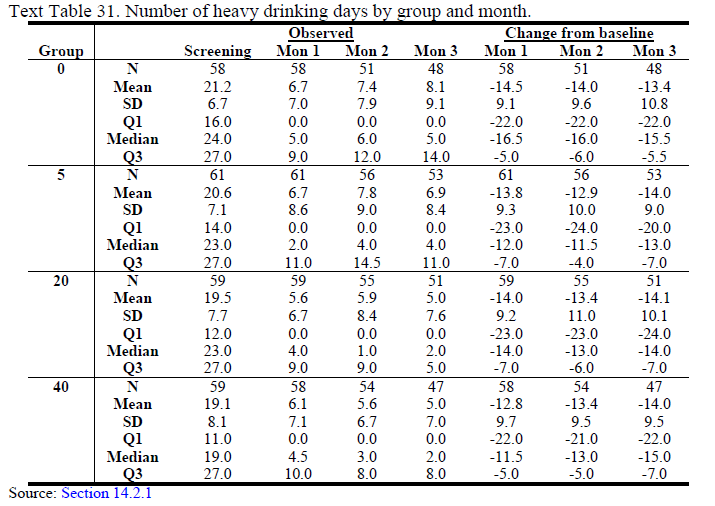 Text Table 31. Number of heavy drinking days by group and month.
Observed Change from baseline
Group Screening Mon 1 Mon 2 Mon 3 Mon 1 Mon 2 Mon 3
0 N 58 58 51 48 58 51 48
Mean 21.2 6.7 7.4 8.1 -14.5 -14.0 -13.4
SD 6.7 7.0 7.9 9.1 9.1 9.6 10.8
Q1 16.0 0.0 0.0 0.0 -22.0 -22.0 -22.0
Median 24.0 5.0 6.0 5.0 -16.5 -16.0 -15.5
Q3 27.0 9.0 12.0 14.0 -5.0 -6.0 -5.5
5 N 61 61 56 53 61 56 53
Mean 20.6 6.7 7.8 6.9 -13.8 -12.9 -14.0
SD 7.1 8.6 9.0 8.4 9.3 10.0 9.0
Q1 14.0 0.0 0.0 0.0 -23.0 -24.0 -20.0
Median 23.0 2.0 4.0 4.0 -12.0 -11.5 -13.0
Q3 27.0 11.0 14.5 11.0 -7.0 -4.0 -7.0
20 N 59 59 55 51 59 55 51
Mean 19.5 5.6 5.9 5.0 -14.0 -13.4 -14.1
SD 7.7 6.7 8.4 7.6 9.2 11.0 10.1
Q1 12.0 0.0 0.0 0.0 -23.0 -23.0 -24.0
Median 23.0 4.0 1.0 2.0 -14.0 -13.0 -14.0
Q3 27.0 9.0 9.0 5.0 -7.0 -6.0 -7.0
40 N 59 58 54 47 58 54 47
Mean 19.1 6.1 5.6 5.0 -12.8 -13.4 -14.0
SD 8.1 7.1 6.7 7.0 9.7 9.5 9.5
Q1 11.0 0.0 0.0 0.0 -22.0 -21.0 -22.0
Median 19.0 4.5 3.0 2.0 -11.5 -13.0 -15.0
Q3 27.0 10.0 8.0 8.0 -5.0 -5.0 -7.0
Source: Section 14.2.1